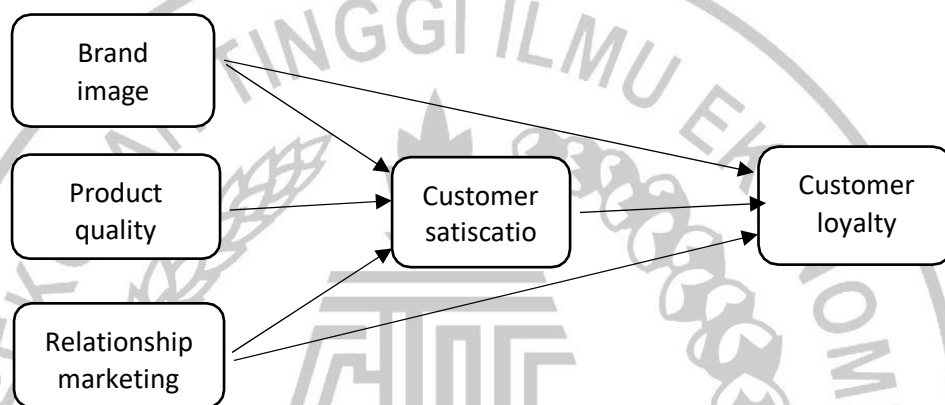 TINGGI ILMU
Brand
image
Product
quality
Customer
satiscatio
Customer
loyalty
Relationship
marketing